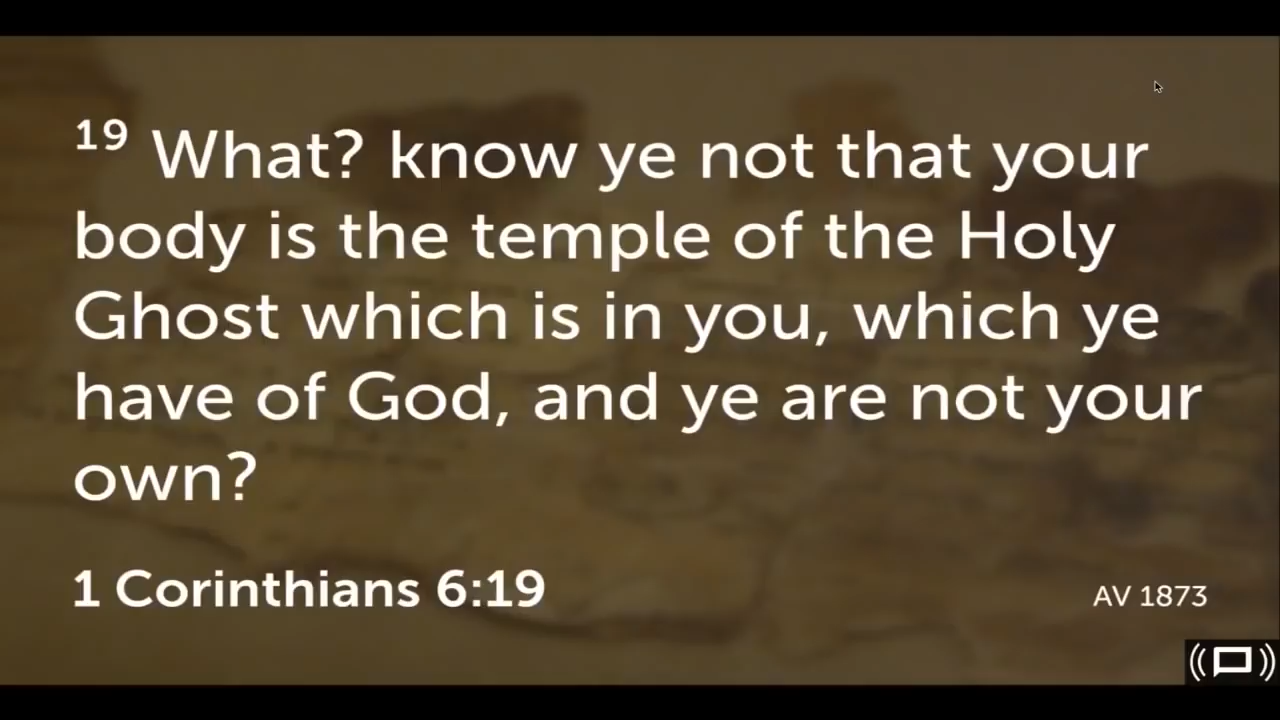 19 What? know ye not that your
body is the temple of the Holy
Ghost which is in you, which ye
have of God, and ye are not your
own?
1 Corinthians 6:19
AV 1873